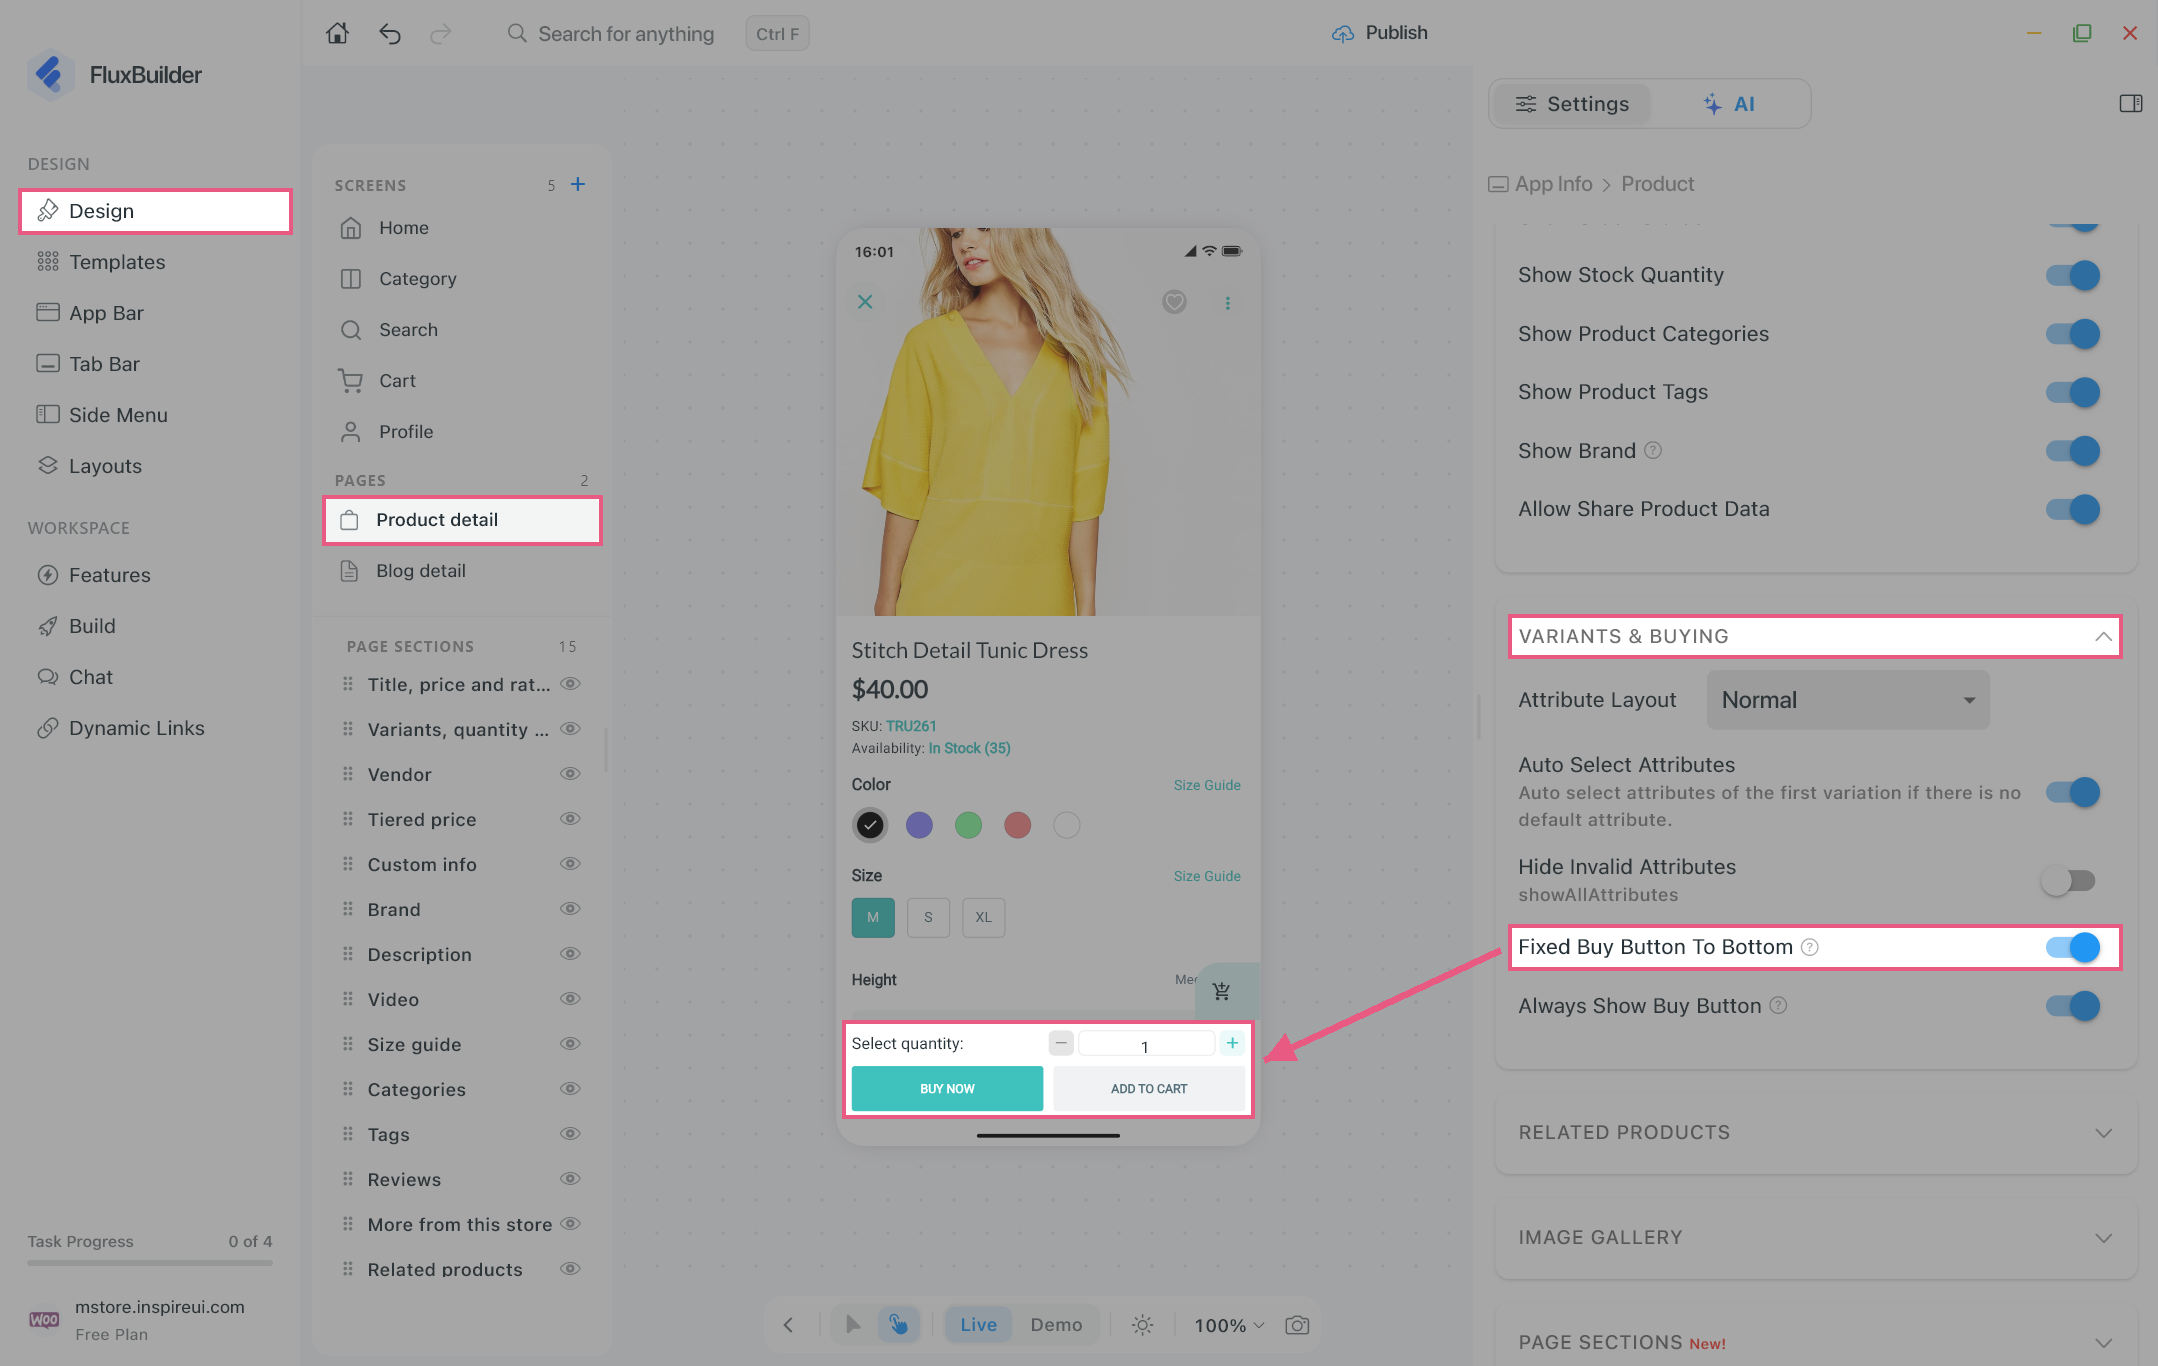 FluxBuilder
Search for anything
Ctrl F
Publish
Settings
AI
DESIGN
Design
Templates
App Bar
Tab Bar
Side Menu
Layouts
WORKSPACE
Features
Build
Chat
Dynamic Links
Task Progress
0 of 4
mstore.inspireui.com
Free Plan
WOO
SCREENS
5
Home
Category
Search
Cart
Profile
PAGES
2
Product detail
Blog detail
PAGE SECTIONS
15
Title, price and rat...
Variants, quantity ...
Vendor
Tiered price
Custom info
Brand
Description
Video
Size guide
Categories
Tags
Reviews
More from this store
Related products
16:01
Stitch Detail Tunic Dress
$40.00
SKU: TRU261
Availability: In Stock (35)
Color
Size Guide
Size
Size Guide
M
S
XL
Height
Select quantity:
1
BUY NOW
ADD TO CART
Live
Demo
100%
App Info > Product
Show Stock Quantity
Show Product Categories
Show Product Tags
Show Brand
Allow Share Product Data
VARIANTS & BUYING
Attribute Layout
Normal
Auto Select Attributes
Auto select attributes of the first variation if there is no
default attribute.
Hide Invalid Attributes
showAllAttributes
Fixed Buy Button To Bottom
Always Show Buy Button
RELATED PRODUCTS
IMAGE GALLERY
PAGE SECTIONS New!